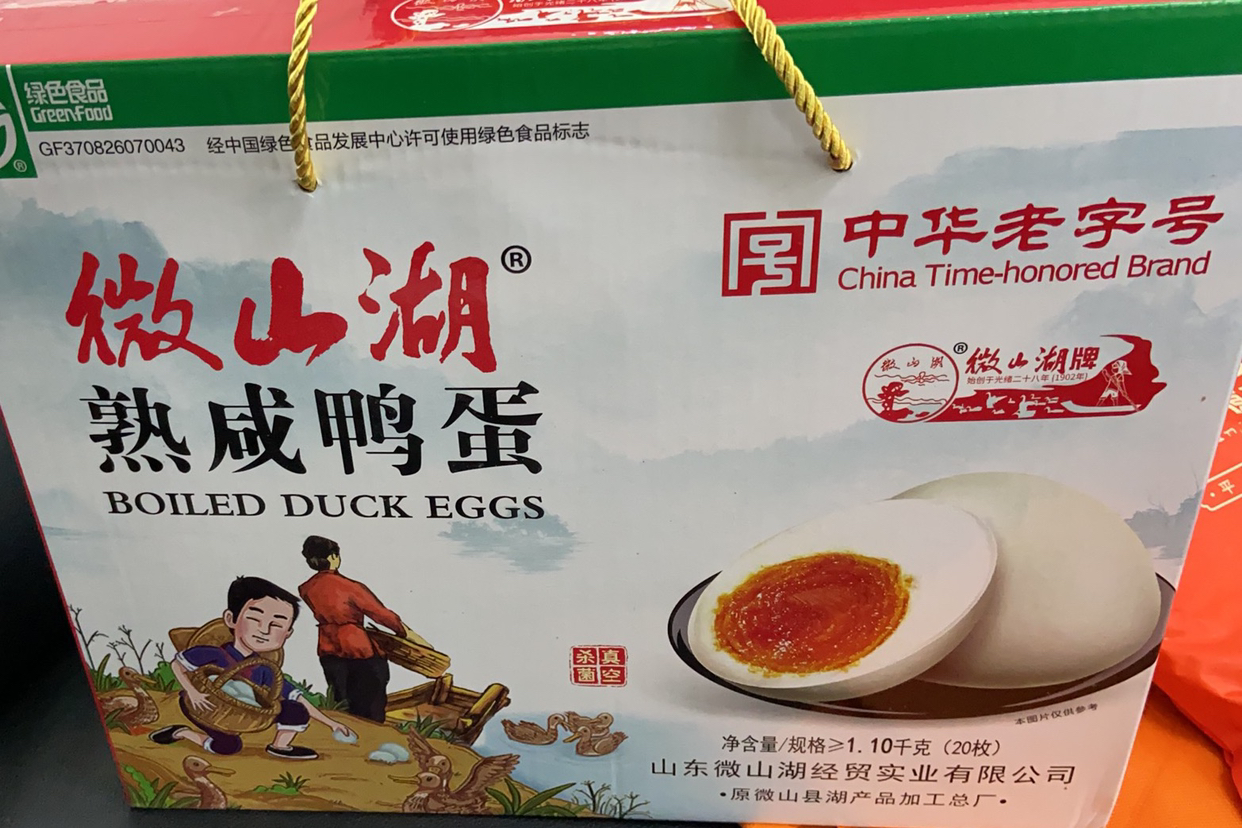 绿色食品
GreenFood
GF370826070043 经中国绿色食品发展中心许可使用绿色食品标志
微山湖®
熟咸鸭蛋
BOILED DUCK EGGS
中华老字号
China Time-honored Brand
微山湖
®微山湖牌
始创于光绪二十八年(1902年)
真空
杀菌
本图片仅供参考
净含量/规格≥1.10千克(20枚)
山东微山湖经贸实业有限公司
•原微山县湖产品加工总厂•